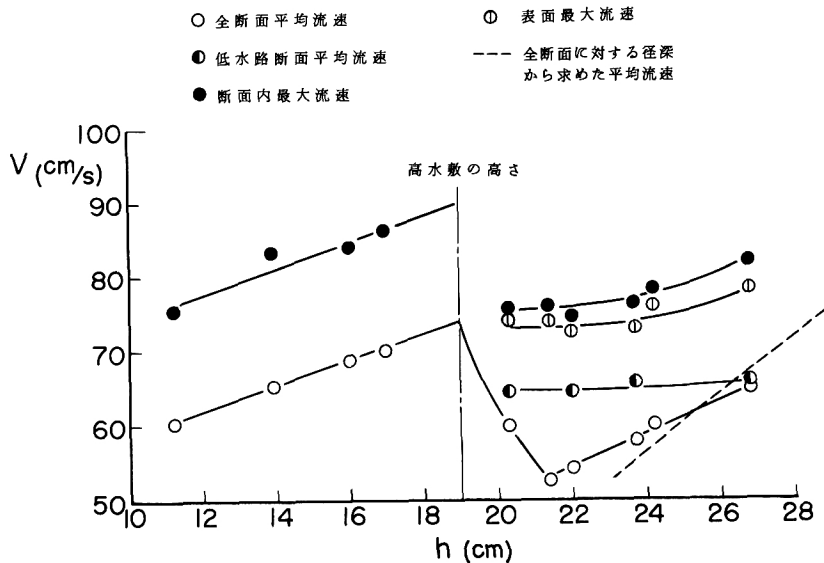 全断面平均流速
低水路断面平均流速
断面内最大流速
表面最大流速
全断面に対する径深
から求めた平均流速
高水敷の高さ
V (cm/s)
100
90
80
70
60
50
10 12 14 16 18 20 22 24 26 28
h (cm)